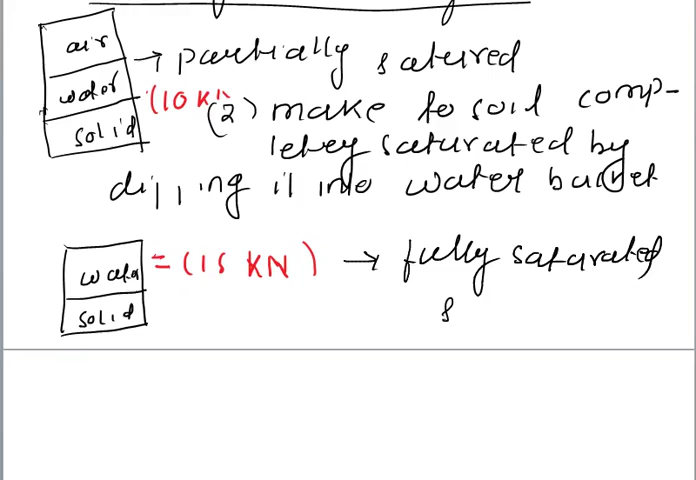 air
→ partially satured
water
(10 KN
(2) make to soil comp-
solid
letey saturated by
dipping it into water bucket
water
= (15 KN) → fully saturated
solid
s